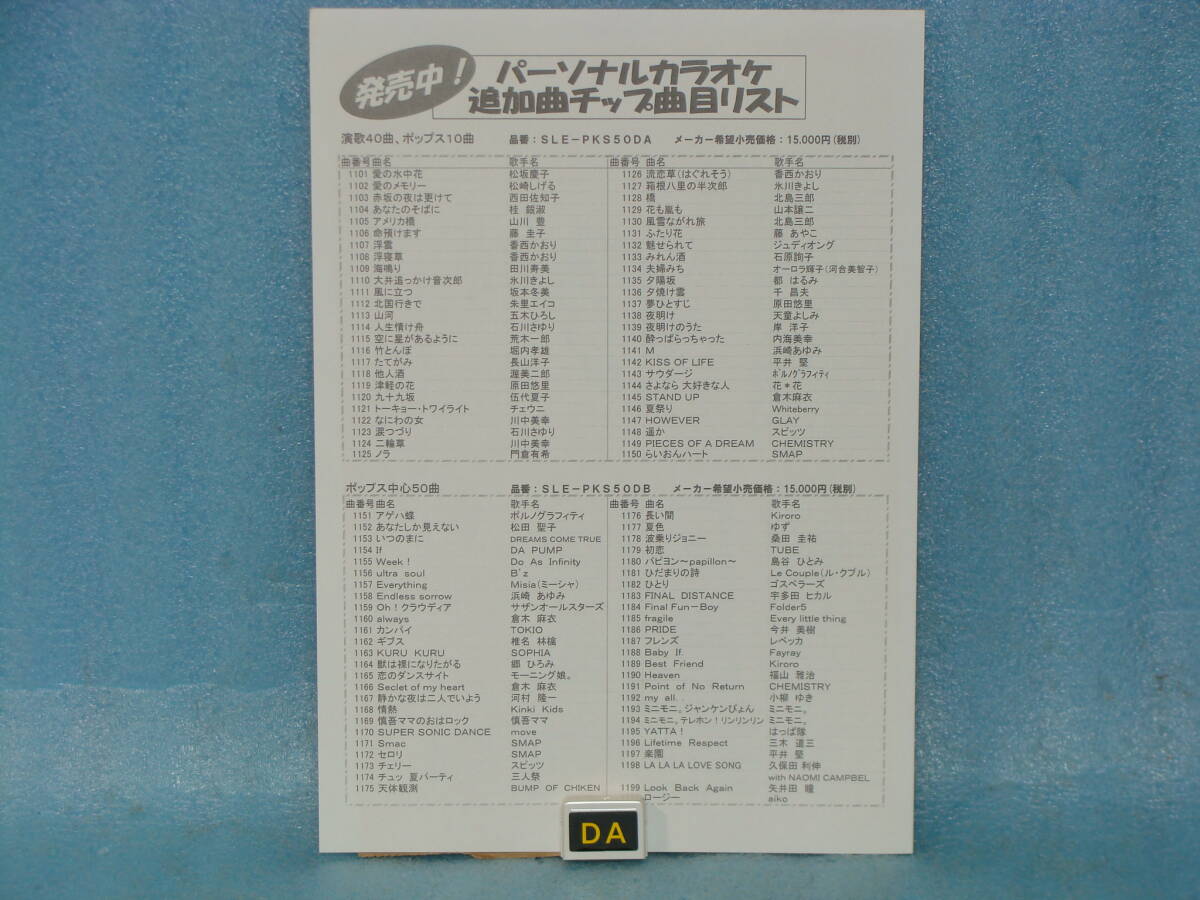 発売中！
パーソナルカラオケ
追加曲チップ曲目リスト
演歌40曲、ポップス10曲 品番：SLE-PKS50DA メーカー希望小売価格：15,000円(税別)
曲番号 曲名 歌手名
1101 愛の水中花 松坂慶子
1102 愛のメモリー 松崎しげる
1103 赤坂の夜は更けて 西田佐知子
1104 あなたのそばに 桂 銀淑
1105 アメリカ橋 山川 豊
1106 命預けます 藤 圭子
1107 浮雲 香西かおり
1108 浮寝草 香西かおり
1109 海鳴り 田川寿美
1110 大井追っかけ音次郎 氷川きよし
1111 風に立つ 坂本冬美
1112 北国行きで 朱里エイコ
1113 山河 五木ひろし
1114 人生情け舟 石川さゆり
1115 空に星があるように 荒木一郎
1116 竹とんぼ 堀内孝雄
1117 たてがみ 長山洋子
1118 他人酒 渥美二郎
1119 津軽の花 原田悠里
1120 九十九坂 伍代夏子
1121 トーキョー・トワイライト チェウニ
1122 なにわの女 川中美幸
1123 涙つづり 石川さゆり
1124 二輪草 川中美幸
1125 ノラ 門倉有希
曲番号 曲名 歌手名
1126 流恋草(はぐれそう) 香西かおり
1127 箱根八里の半次郎 氷川きよし
1128 橋 北島三郎
1129 花も嵐も 山本譲二
1130 風雪ながれ旅 北島三郎
1131 ふたり花 藤 あやこ
1132 魅せられて ジュディオング
1133 みれん酒 石原詢子
1134 夫婦みち オーロラ輝子(河合美智子)
1135 夕陽坂 都 はるみ
1136 夕焼け雲 千 昌夫
1137 夢ひとすじ 原田悠里
1138 夜明け 天童よしみ
1139 夜明けのうた 岸 洋子
1140 酔っぱらっちゃった 内海美幸
1141 M 浜崎あゆみ
1142 KISS OF LIFE 平井 堅
1143 サウダージ ポルノグラフィティ
1144 さよなら 大好きな人 花＊花
1145 STAND UP 倉木麻衣
1146 夏祭り Whiteberry
1147 HOWEVER GLAY
1148 遥か スピッツ
1149 PIECES OF A DREAM CHEMISTRY
1150 らいおんハート SMAP
ポップス中心50曲 品番：SLE-PKS50DB メーカー希望小売価格：15,000円(税別)
曲番号 曲名 歌手名
1151 アゲハ蝶 ポルノグラフィティ
1152 あなたしか見えない 松田 聖子
1153 いつのまに DREAMS COME TRUE
1154 If DA PUMP
1155 Week！ Do As Infinity
1156 ultra soul B'z
1157 Everything Misia(ミーシャ)
1158 Endless sorrow 浜崎 あゆみ
1159 Oh！クラウディア サザンオールスターズ
1160 always 倉木 麻衣
1161 カンパイ TOKIO
1162 ギブス 椎名 林檎
1163 KURU KURU SOPHIA
1164 獣は裸になりたがる 郷 ひろみ
1165 恋のダンスサイト モーニング娘。
1166 Seclet of my heart 倉木 麻衣
1167 静かな夜は二人でいよう 河村 隆一
1168 情熱 Kinki Kids
1169 慎吾ママのおはロック 慎吾ママ
1170 SUPER SONIC DANCE move
1171 Smac SMAP
1172 セロリ SMAP
1173 チェリー スピッツ
1174 チュッ 夏パーティ 三人祭
1175 天体観測 BUMP OF CHIKEN
曲番号 曲名 歌手名
1176 長い間 Kiroro
1177 夏色 ゆず
1178 波乗りジョニー 桑田 圭祐
1179 初恋 TUBE
1180 パピヨン～papillon～ 島谷 ひとみ
1181 ひだまりの詩 Le Couple(ル・クプル)
1182 ひとり ゴスペラーズ
1183 FINAL DISTANCE 宇多田 ヒカル
1184 Final Fun-Boy Folder5
1185 fragile Every little thing
1186 PRIDE 今井 美樹
1187 フレンズ レベッカ
1188 Baby If. Fayray
1189 Best Friend Kiroro
1190 Heaven 福山 雅治
1191 Point of No Return CHEMISTRY
1192 my all.. 小柳 ゆき
1193 ミニモニ。ジャンケンぴょん ミニモニ。
1194 ミニモニ。テレホン！リンリンリン ミニモニ。
1195 YATTA！ はっぱ隊
1196 Lifetime Respect 三木 道三
1197 楽園 平井 堅
1198 LA LA LA LOVE SONG 久保田 利伸
with NAOMI CAMPBEL
1199 Look Back Again 矢井田 瞳
ロージー aiko
DA